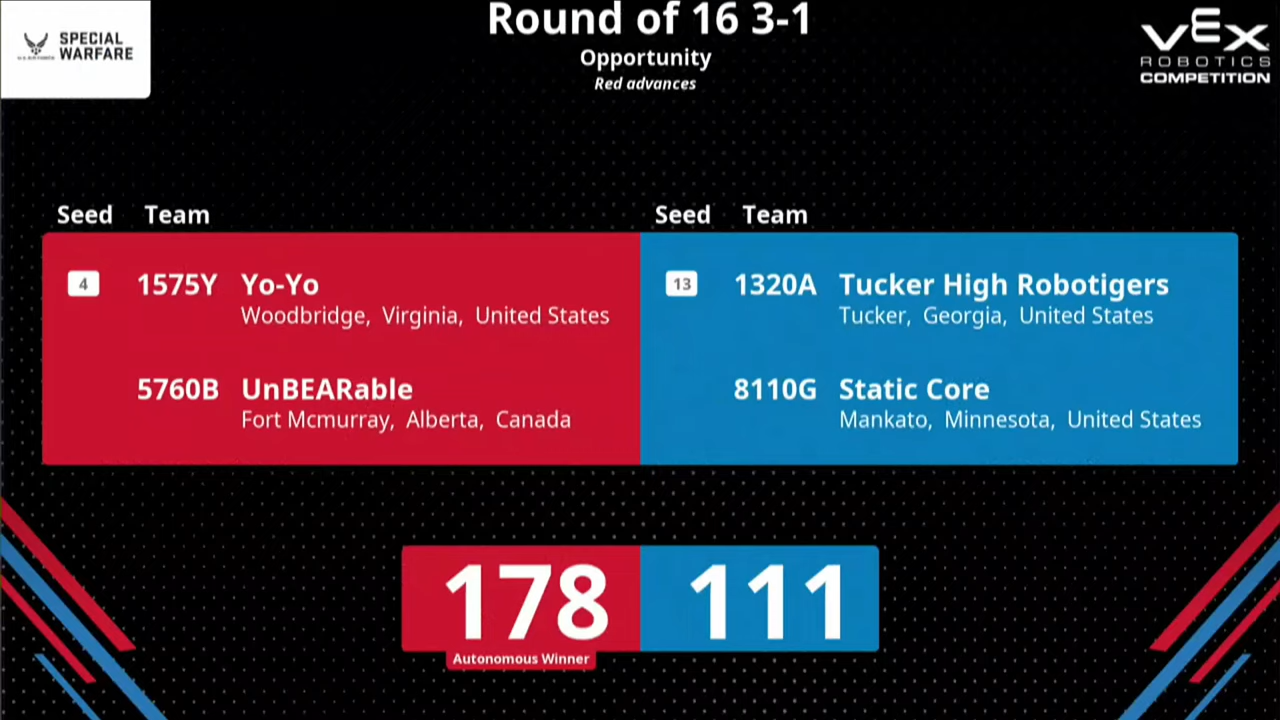 SPECIAL
WARFARE
Round of 16 3-1
Opportunity
Red advances
VEX
ROBOTICS
COMPETITION
Seed Team
Seed Team
4 1575Y Yo-Yo
Woodbridge, Virginia, United States
5760B UnBEARable
Fort Mcmurray, Alberta, Canada
13 1320A Tucker High Robotigers
Tucker, Georgia, United States
8110G Static Core
Mankato, Minnesota, United States
178
111
Autonomous Winner